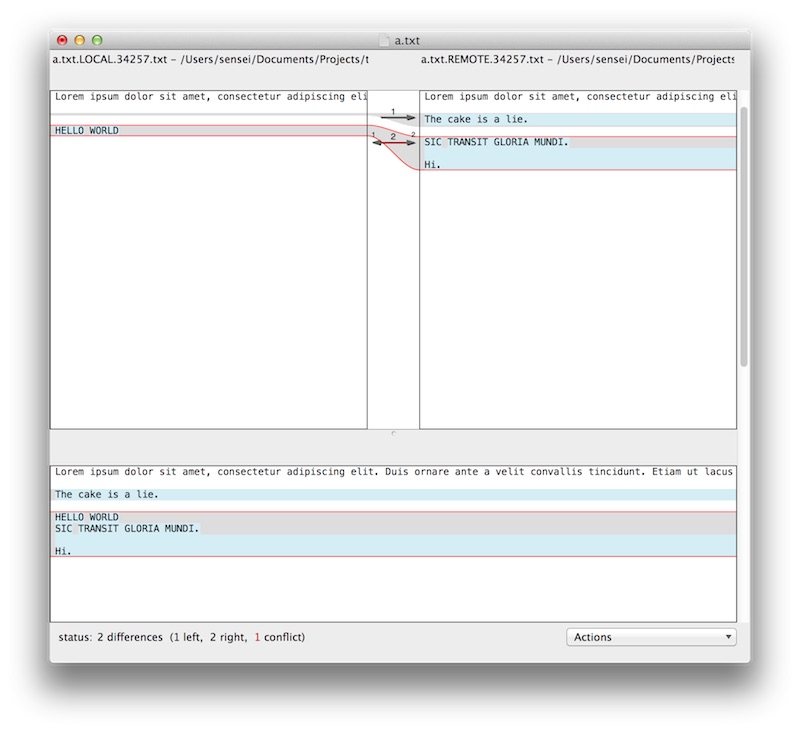 a.txt
a.txt.LOCAL.34257.txt – /Users/sensei/Documents/Projects/t
a.txt.REMOTE.34257.txt – /Users/sensei/Documents/Projects
Lorem ipsum dolor sit amet, consectetur adipiscing eli
HELLO WORLD
1
1 2 2
Lorem ipsum dolor sit amet, consectetur adipiscing eli
The cake is a lie.
SIC TRANSIT GLORIA MUNDI.
Hi.
Lorem ipsum dolor sit amet, consectetur adipiscing elit. Duis ornare ante a velit convallis tincidunt. Etiam ut lacus
The cake is a lie.
HELLO WORLD
SIC TRANSIT GLORIA MUNDI.
Hi.
status: 2 differences (1 left, 2 right, 1 conflict)
Actions